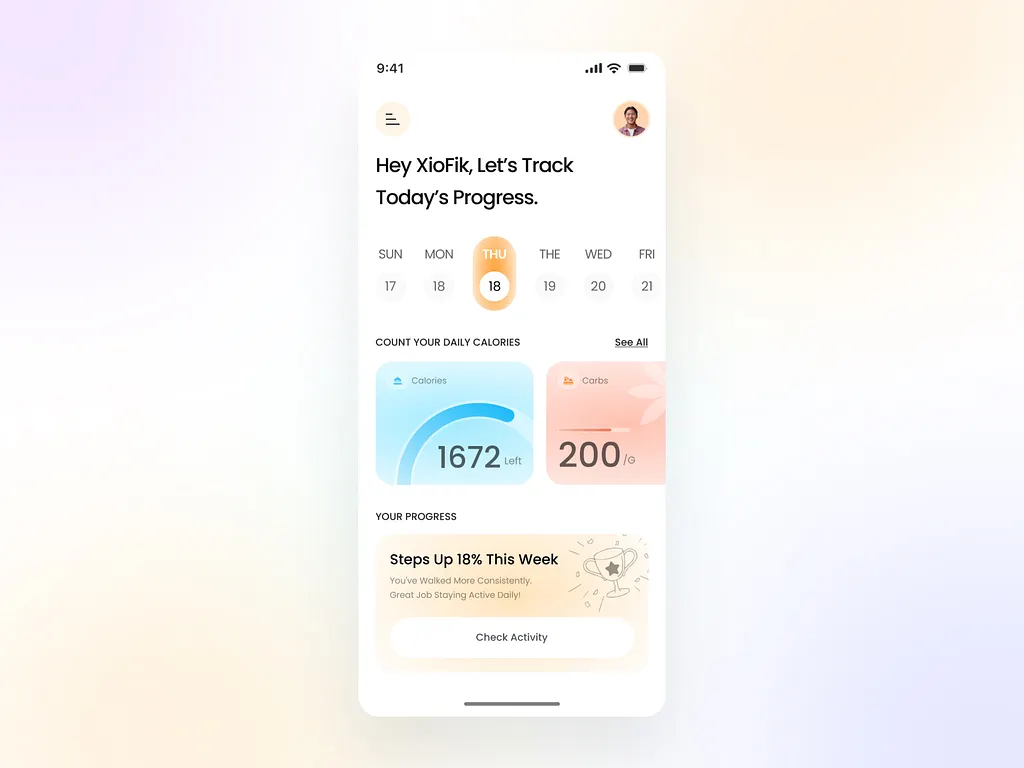 9:41
Hey XioFik, Let's Track
Today's Progress.
SUN MON THU THE WED FRI
17 18 18 19 20 21
COUNT YOUR DAILY CALORIES See All
Calories
1672 Left
Carbs
200 /G
YOUR PROGRESS
Steps Up 18% This Week
You've Walked More Consistently.
Great Job Staying Active Daily!
Check Activity